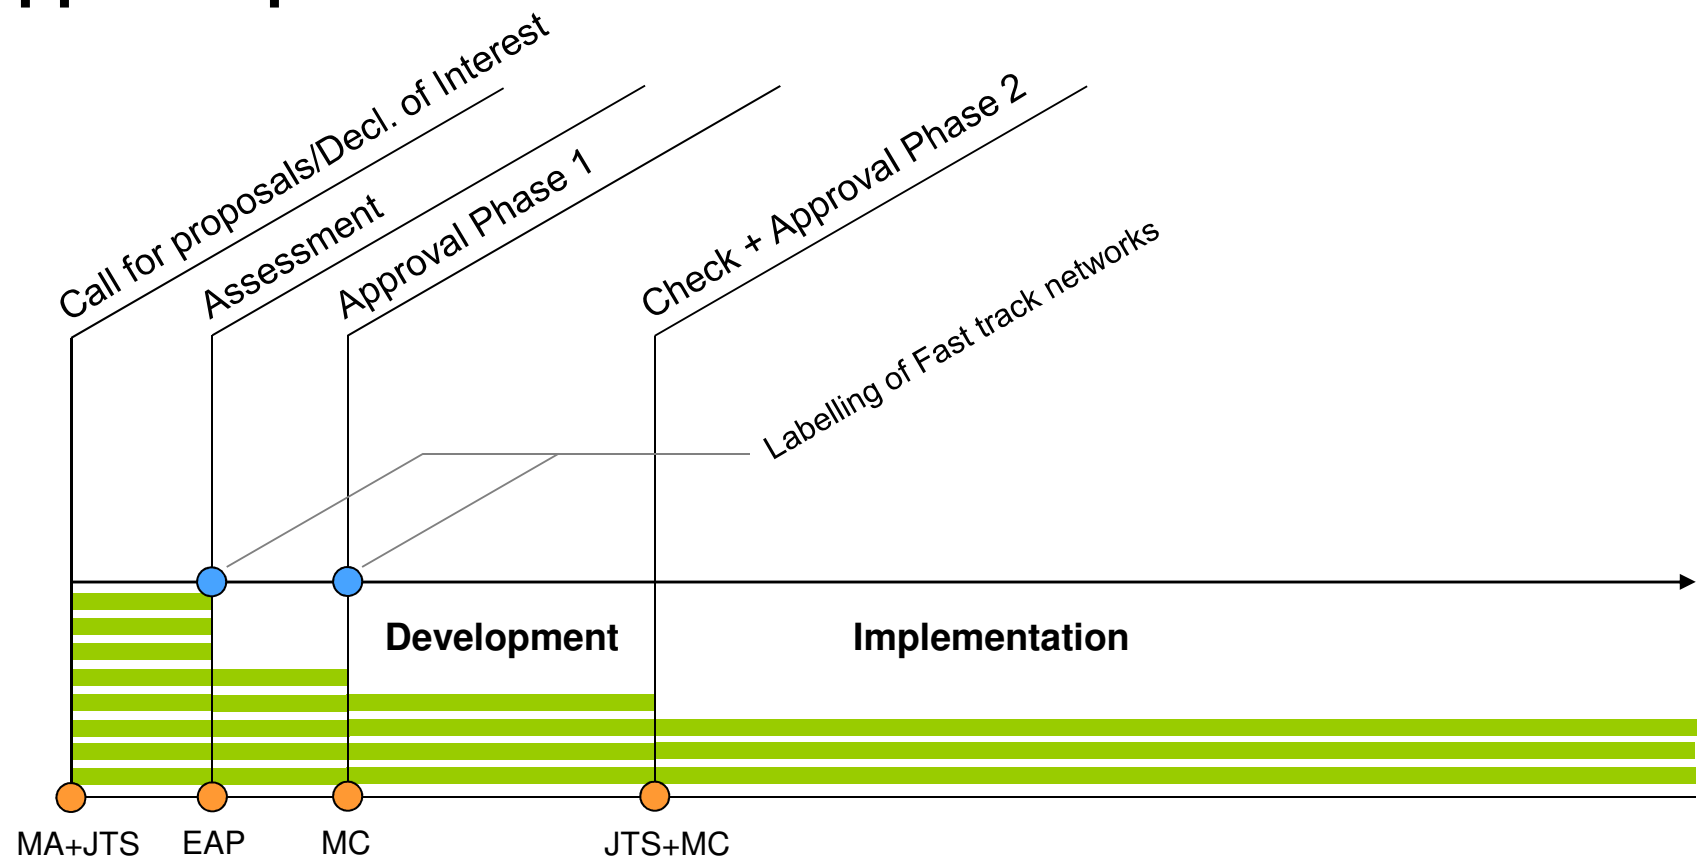 Call for proposals/Decl. of Interest
Assessment
Approval Phase 1
Check + Approval Phase 2
Labelling of Fast track networks
Development
Implementation
MA+JTS
EAP
MC
JTS+MC